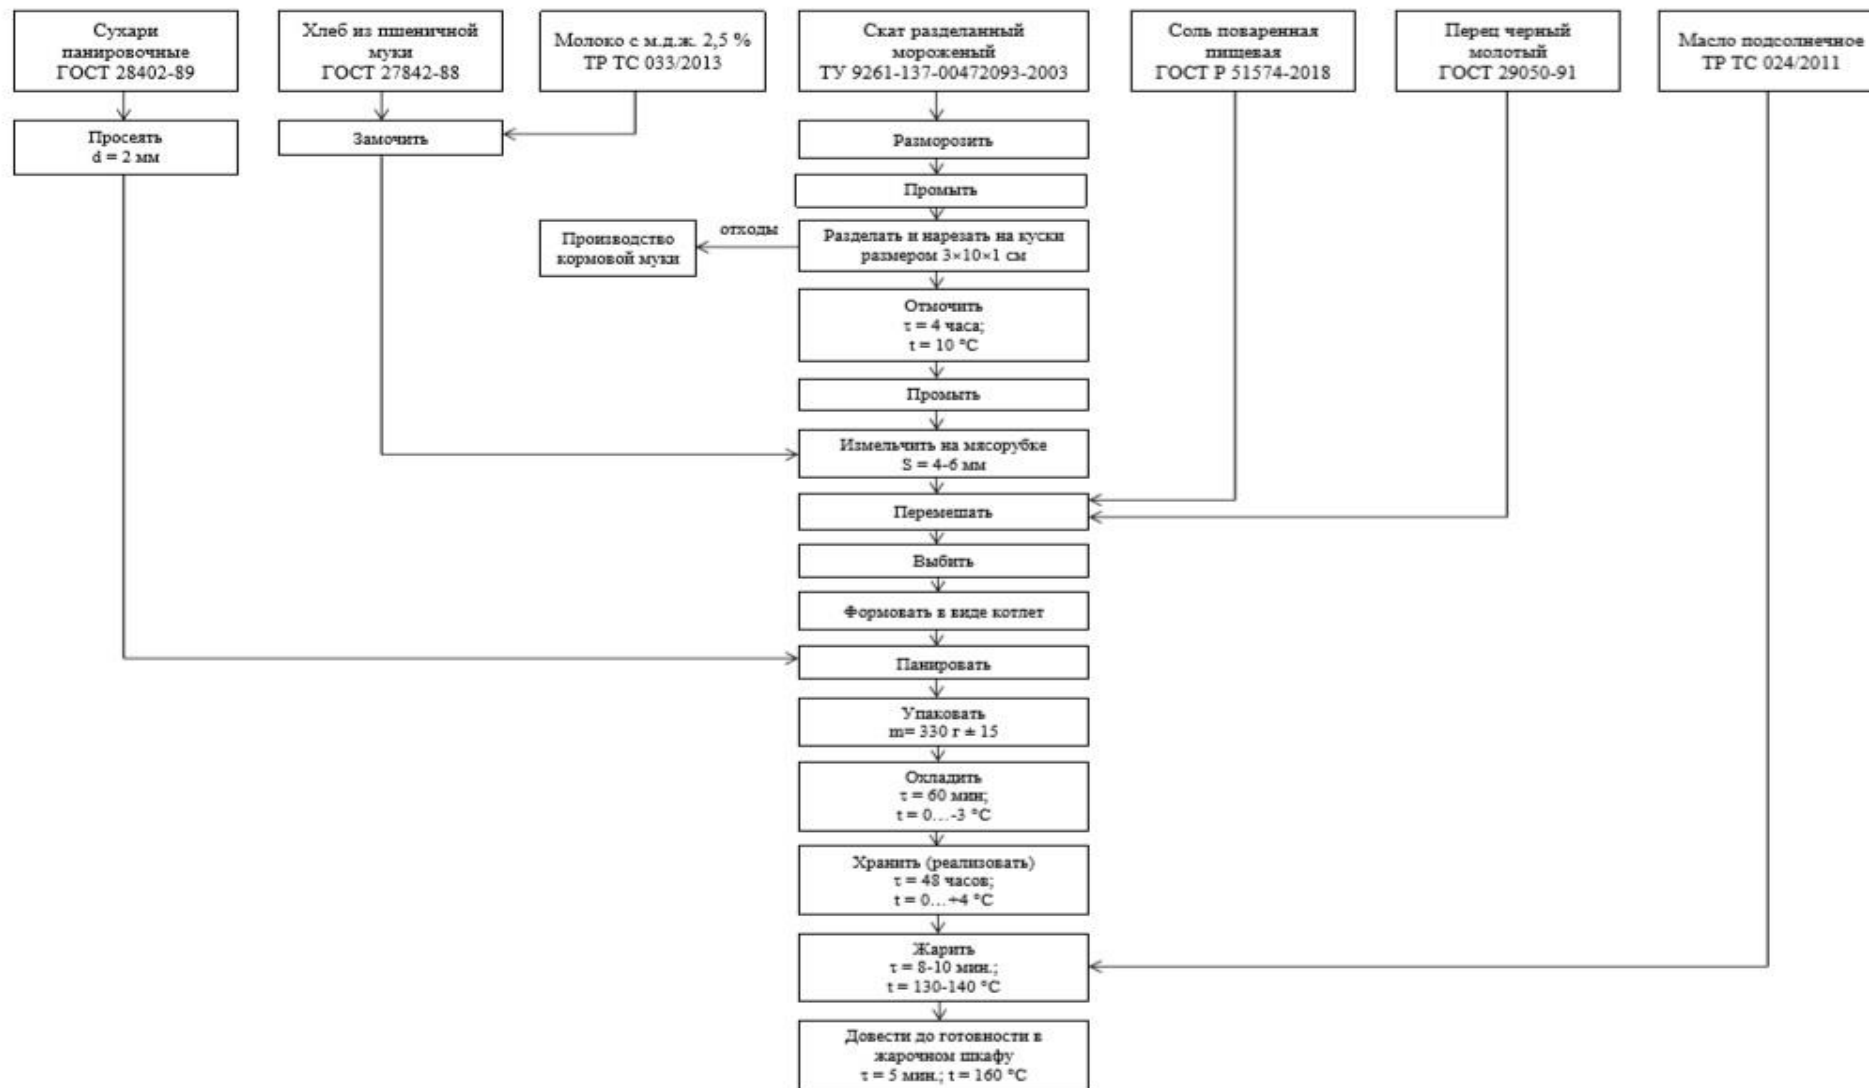 Сухари
панировочные
ГОСТ 28402-89
Хлеб из пшеничной
муки
ГОСТ 27842-88
Молоко с м.д.ж. 2,5 %
ТР ТС 033/2013
Скат разделанный
мороженый
ТУ 9261-137-00472093-2003
Соль поваренная
пищевая
ГОСТ Р 51574-2018
Перец черный
молотый
ГОСТ 29050-91
Масло подсолнечное
ТР ТС 024/2011
Просеять
d = 2 мм
Замочить
Разморозить
Промыть
Производство
кормовой муки
отходы
Разделать и нарезать на куски
размером 3×10×1 см
Отмочить
τ = 4 часа;
t = 10 °C
Промыть
Измельчить на мясорубке
S = 4-6 мм
Перемешать
Выбить
Формовать в виде котлет
Панировать
Упаковать
m= 330 г ± 15
Охладить
τ = 60 мин;
t = 0…-3 °C
Хранить (реализовать)
τ = 48 часов;
t = 0…+4 °C
Жарить
τ = 8-10 мин.;
t = 130-140 °C
Довести до готовности в
жарочном шкафу
τ = 5 мин.; t = 160 °C